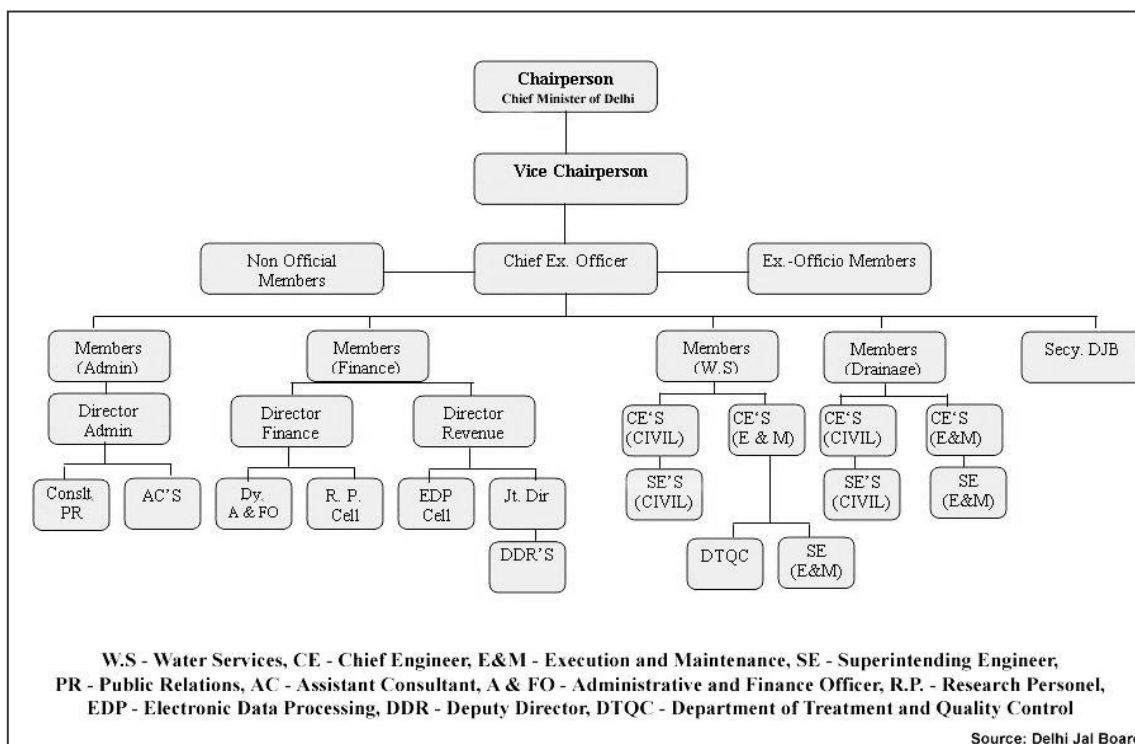 Chairperson
Chief Minister of Delhi
Vice Chairperson
Non Official
Members
Chief Ex. Officer
Ex.-Officio Members
Members
(Admin)
Members
(Finance)
Members
(W.S)
Members
(Drainage)
Secy. DJB
Director
Admin
Director
Finance
Director
Revenue
CE‘S
(CIVIL)
CE‘S
(E & M)
CE‘S
(CIVIL)
CE‘S
(E&M)
Conslt.
PR
AC’S
Dy.
A & FO
R. P.
Cell
EDP
Cell
Jt. Dir
SE’S
(CIVIL)
SE’S
(CIVIL)
SE
(E&M)
DDR’S
DTQC
SE
(E&M)
W.S - Water Services, CE - Chief Engineer, E&M - Execution and Maintenance, SE - Superintending Engineer,
PR - Public Relations, AC - Assistant Consultant, A & FO - Administrative and Finance Officer, R.P. - Research Personel,
EDP - Electronic Data Processing, DDR - Deputy Director, DTQC - Department of Treatment and Quality Control
Source: Delhi Jal Board